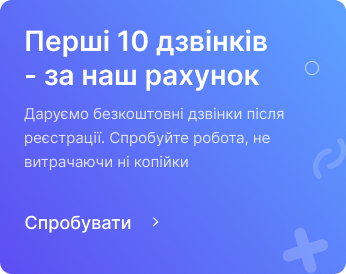 Перші 10 дзвінків
- за наш рахунок
Даруємо безкоштовні дзвінки після
реєстрації. Спробуйте робота, не
витрачаючи ні копійки
Спробувати